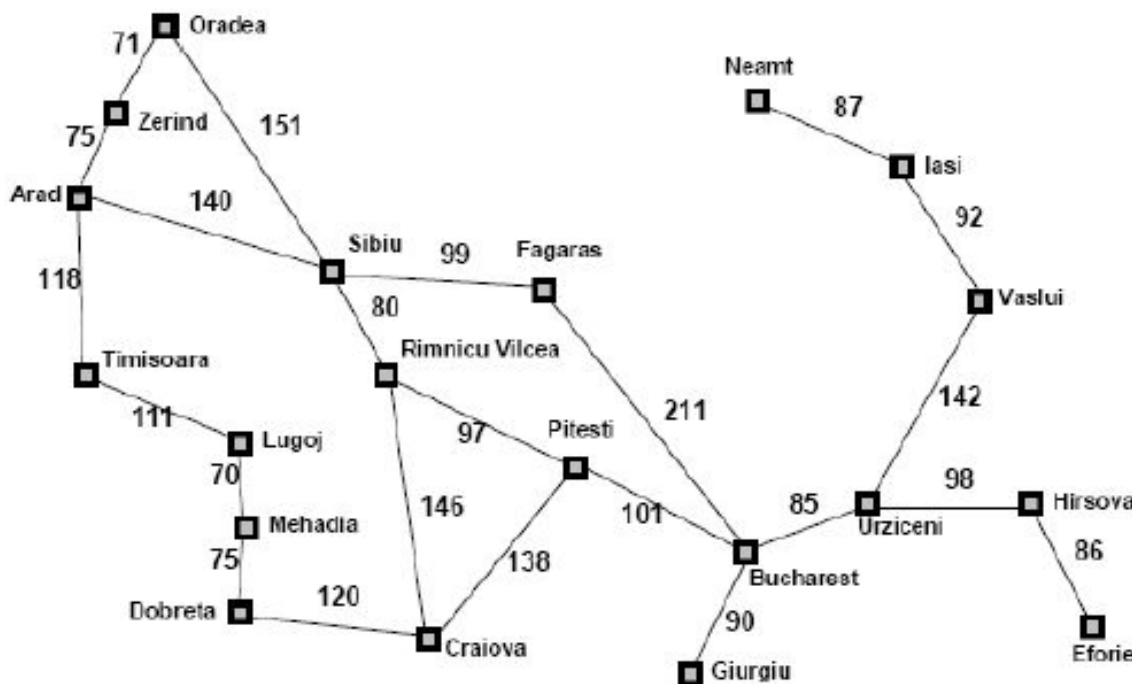 Oradea
71
Neamt
87
Zerind
151
75
Iasi
Arad
140
92
Sibiu
99
Fagaras
118
80
Vaslui
Rimnicu Vilcea
Timisoara
211
142
111
97
Pitesti
Lugoj
70
98
146
101
85
Hirsova
Mehadia
Urziceni
138
75
86
Bucharest
120
Dobreta
90
Craiova
Eforie
Giurgiu